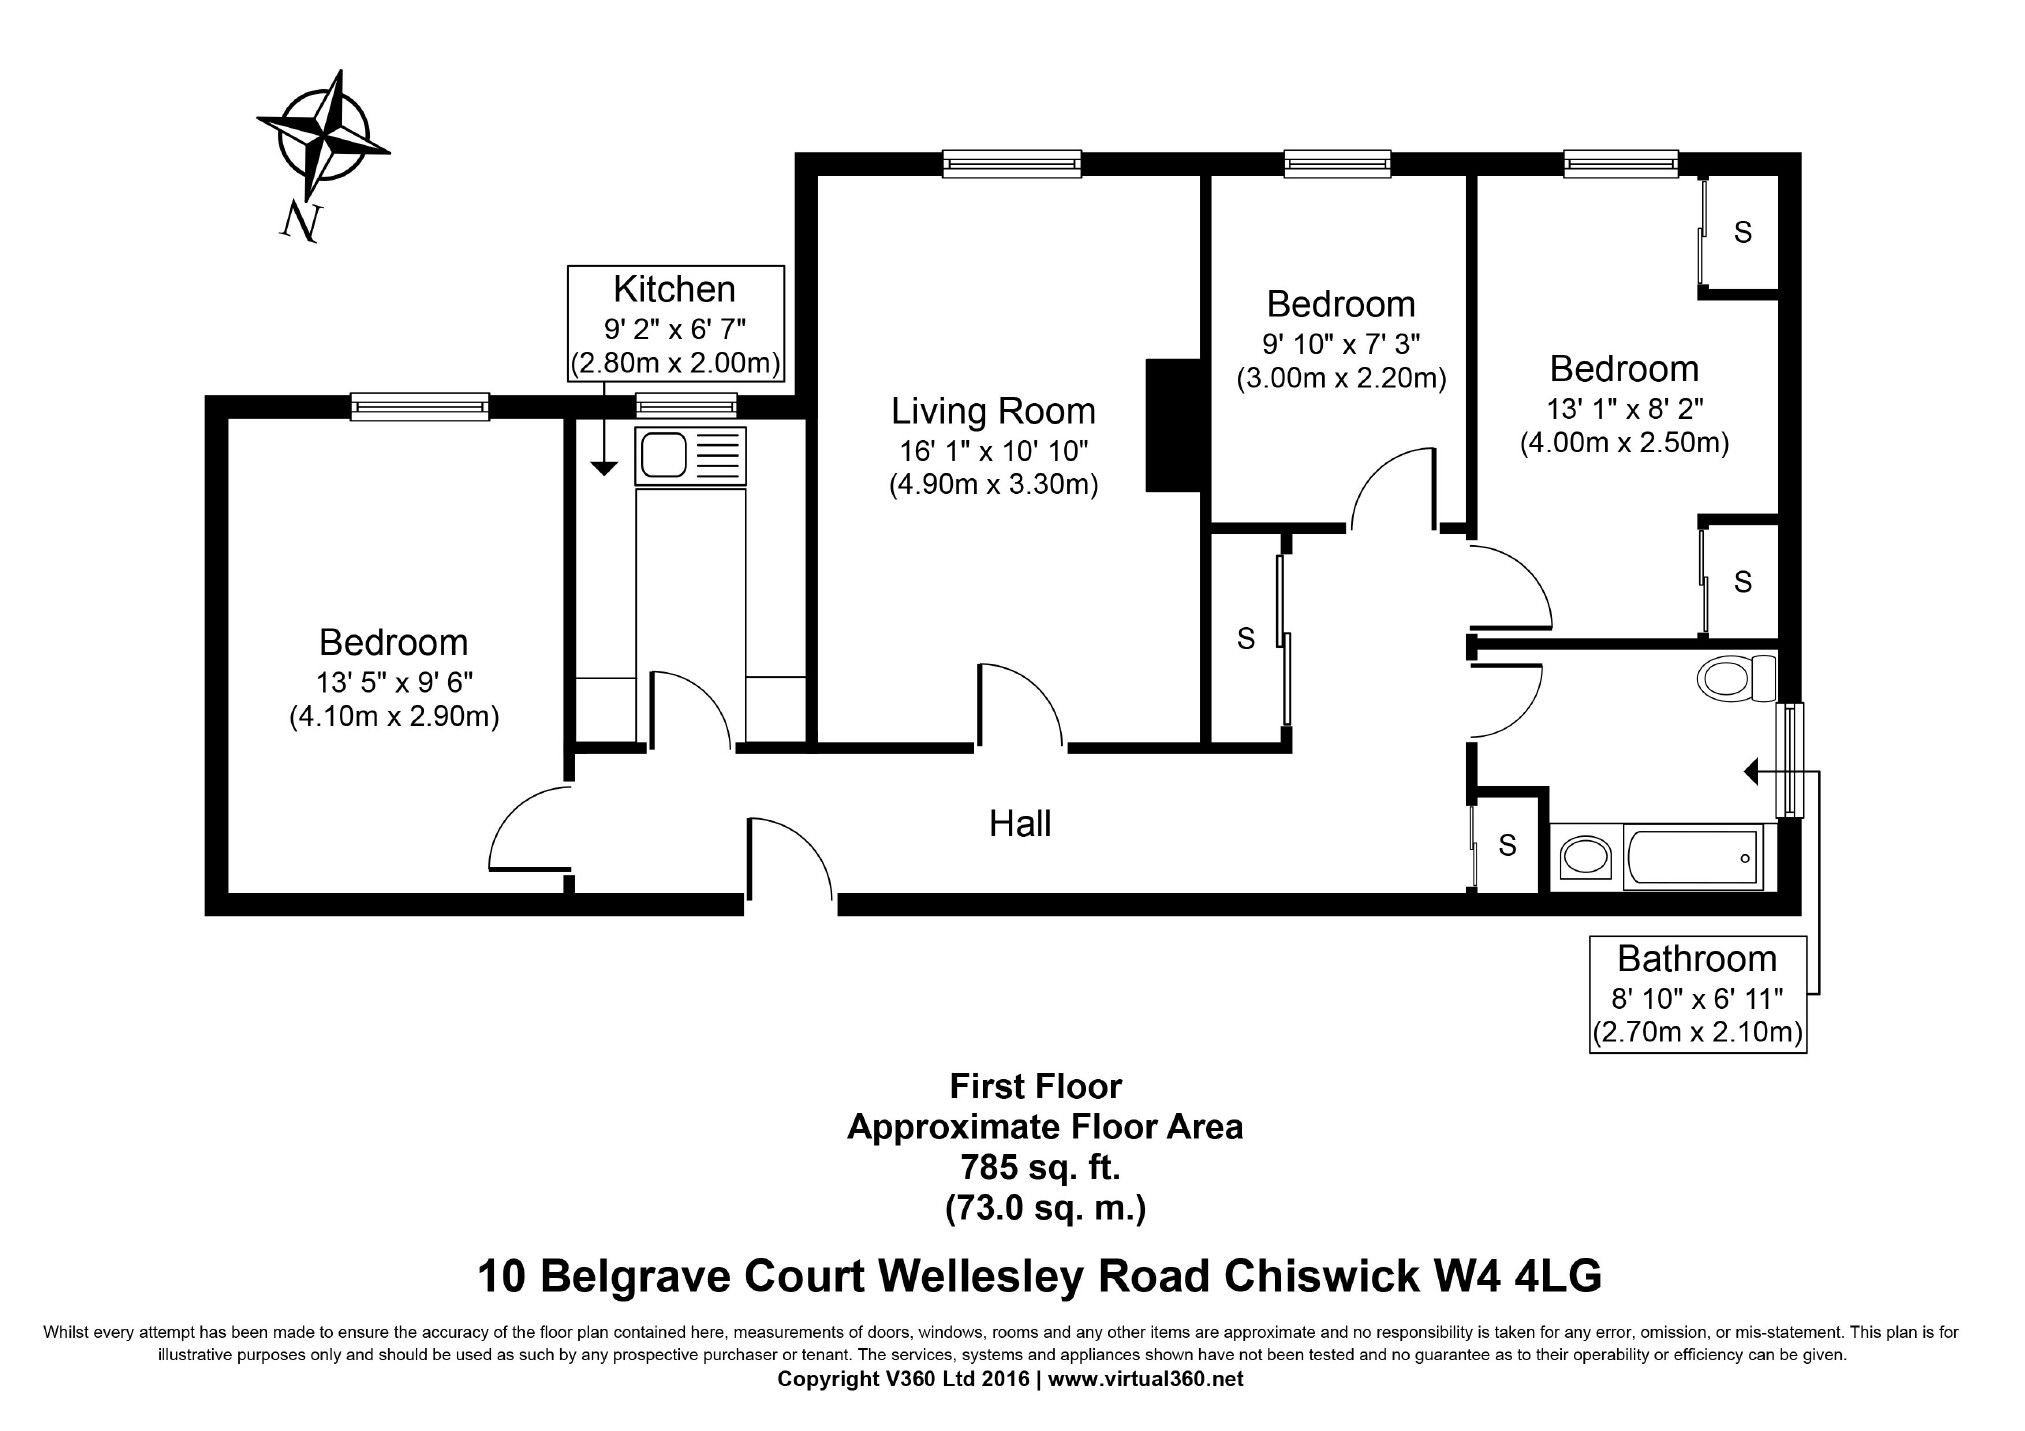 N
Kitchen
9' 2" x 6' 7"
(2.80m x 2.00m)
S
Bedroom
9' 10" x 7' 3"
(3.00m x 2.20m)
Bedroom
13' 1" x 8' 2"
(4.00m x 2.50m)
Living Room
16' 1" x 10' 10"
(4.90m x 3.30m)
S
S
Bedroom
13' 5" x 9' 6"
(4.10m x 2.90m)
Hall
S
Bathroom
8' 10" x 6' 11"
(2.70m x 2.10m)
First Floor
Approximate Floor Area
785 sq. ft.
(73.0 sq. m.)
10 Belgrave Court Wellesley Road Chiswick W4 4LG
Whilst every attempt has been made to ensure the accuracy of the floor plan contained here, measurements of doors, windows, rooms and any other items are approximate and no responsibility is taken for any error, omission, or mis-statement. This plan is for
illustrative purposes only and should be used as such by any prospective purchaser or tenant. The services, systems and appliances shown have not been tested and no guarantee as to their operability or efficiency can be given.
Copyright V360 Ltd 2016 | www.virtual360.net